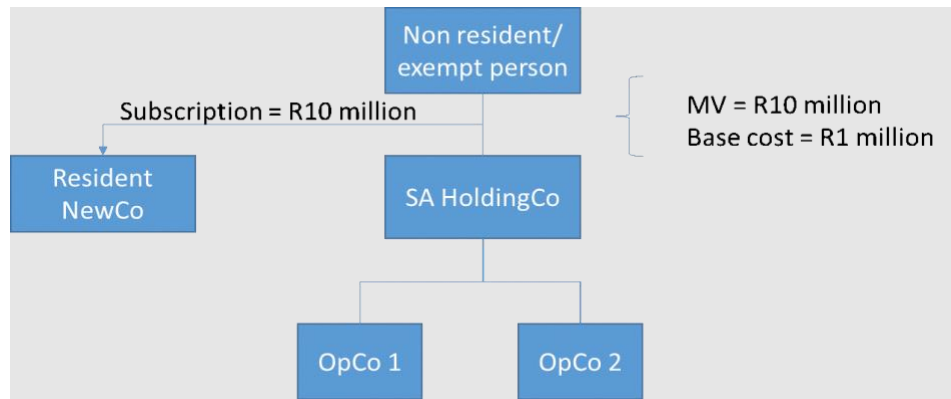 Non resident/
exempt person
Subscription = R10 million
MV = R10 million
Base cost = R1 million
Resident
NewCo
SA HoldingCo
OpCo 1
OpCo 2